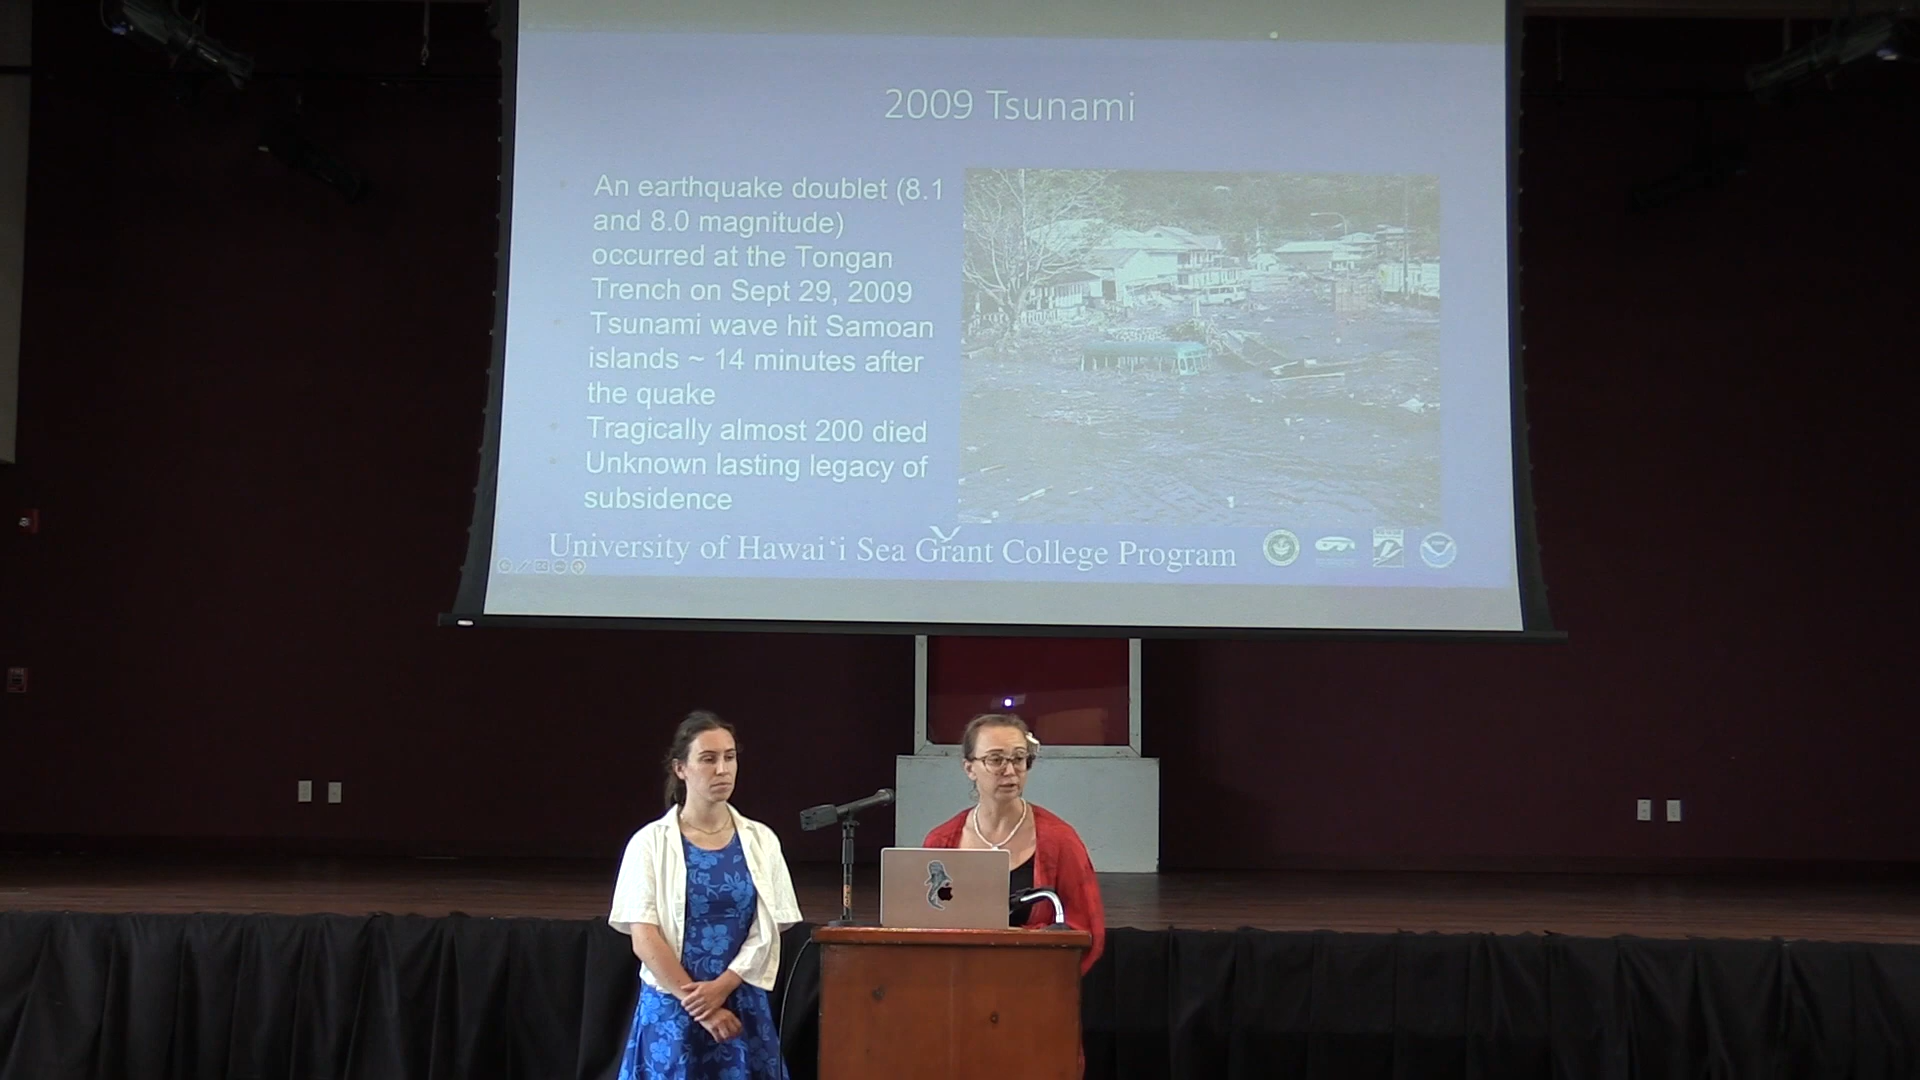 2009 Tsunami
An earthquake doublet (8.1
and 8.0 magnitude)
occurred at the Tongan
Trench on Sept 29, 2009
Tsunami wave hit Samoan
islands ~ 14 minutes after
the quake
Tragically almost 200 died
Unknown lasting legacy of
subsidence
University of Hawaiʻi Sea Grant College Program